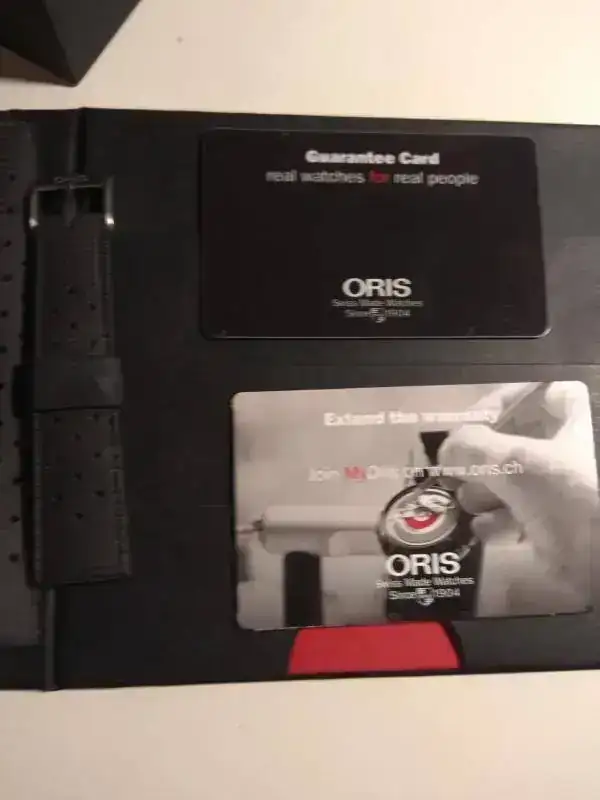 Guarantee Card
real watches for real people
ORIS
Swiss Made Watches
Since 1904
Extend the warranty
Join MyOris on www.oris.ch
ORIS
Swiss Made Watches
Since 1904